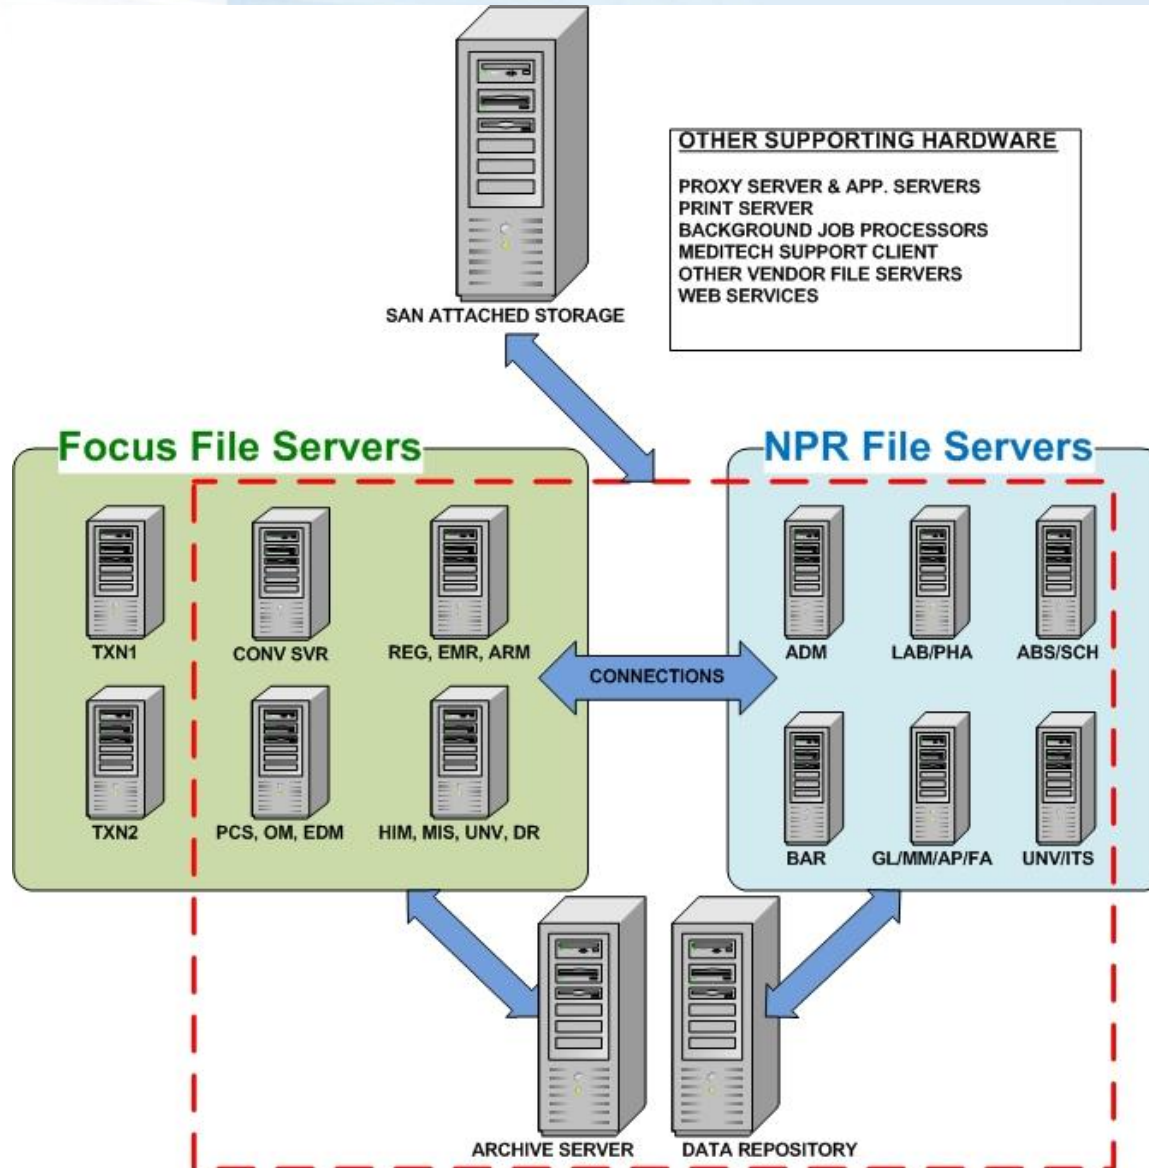 OTHER SUPPORTING HARDWARE
PROXY SERVER & APP. SERVERS
PRINT SERVER
BACKGROUND JOB PROCESSORS
MEDITECH SUPPORT CLIENT
OTHER VENDOR FILE SERVERS
WEB SERVICES
SAN ATTACHED STORAGE
Focus File Servers
NPR File Servers
TXN1
CONV SVR
REG, EMR, ARM
CONNECTIONS
ADM
LAB/PHA
ABS/SCH
TXN2
PCS, OM, EDM
HIM, MIS, UNV, DR
BAR
GL/MM/AP/FA
UNV/ITS
ARCHIVE SERVER
DATA REPOSITORY